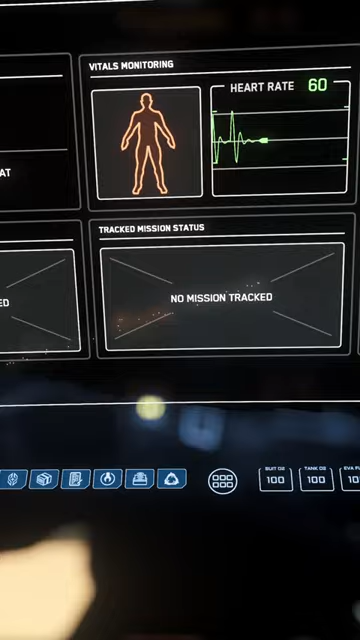 VITALS MONITORING
HEART RATE 60
AT
TRACKED MISSION STATUS
ED
NO MISSION TRACKED
SUIT O2
TANK O2
100
100